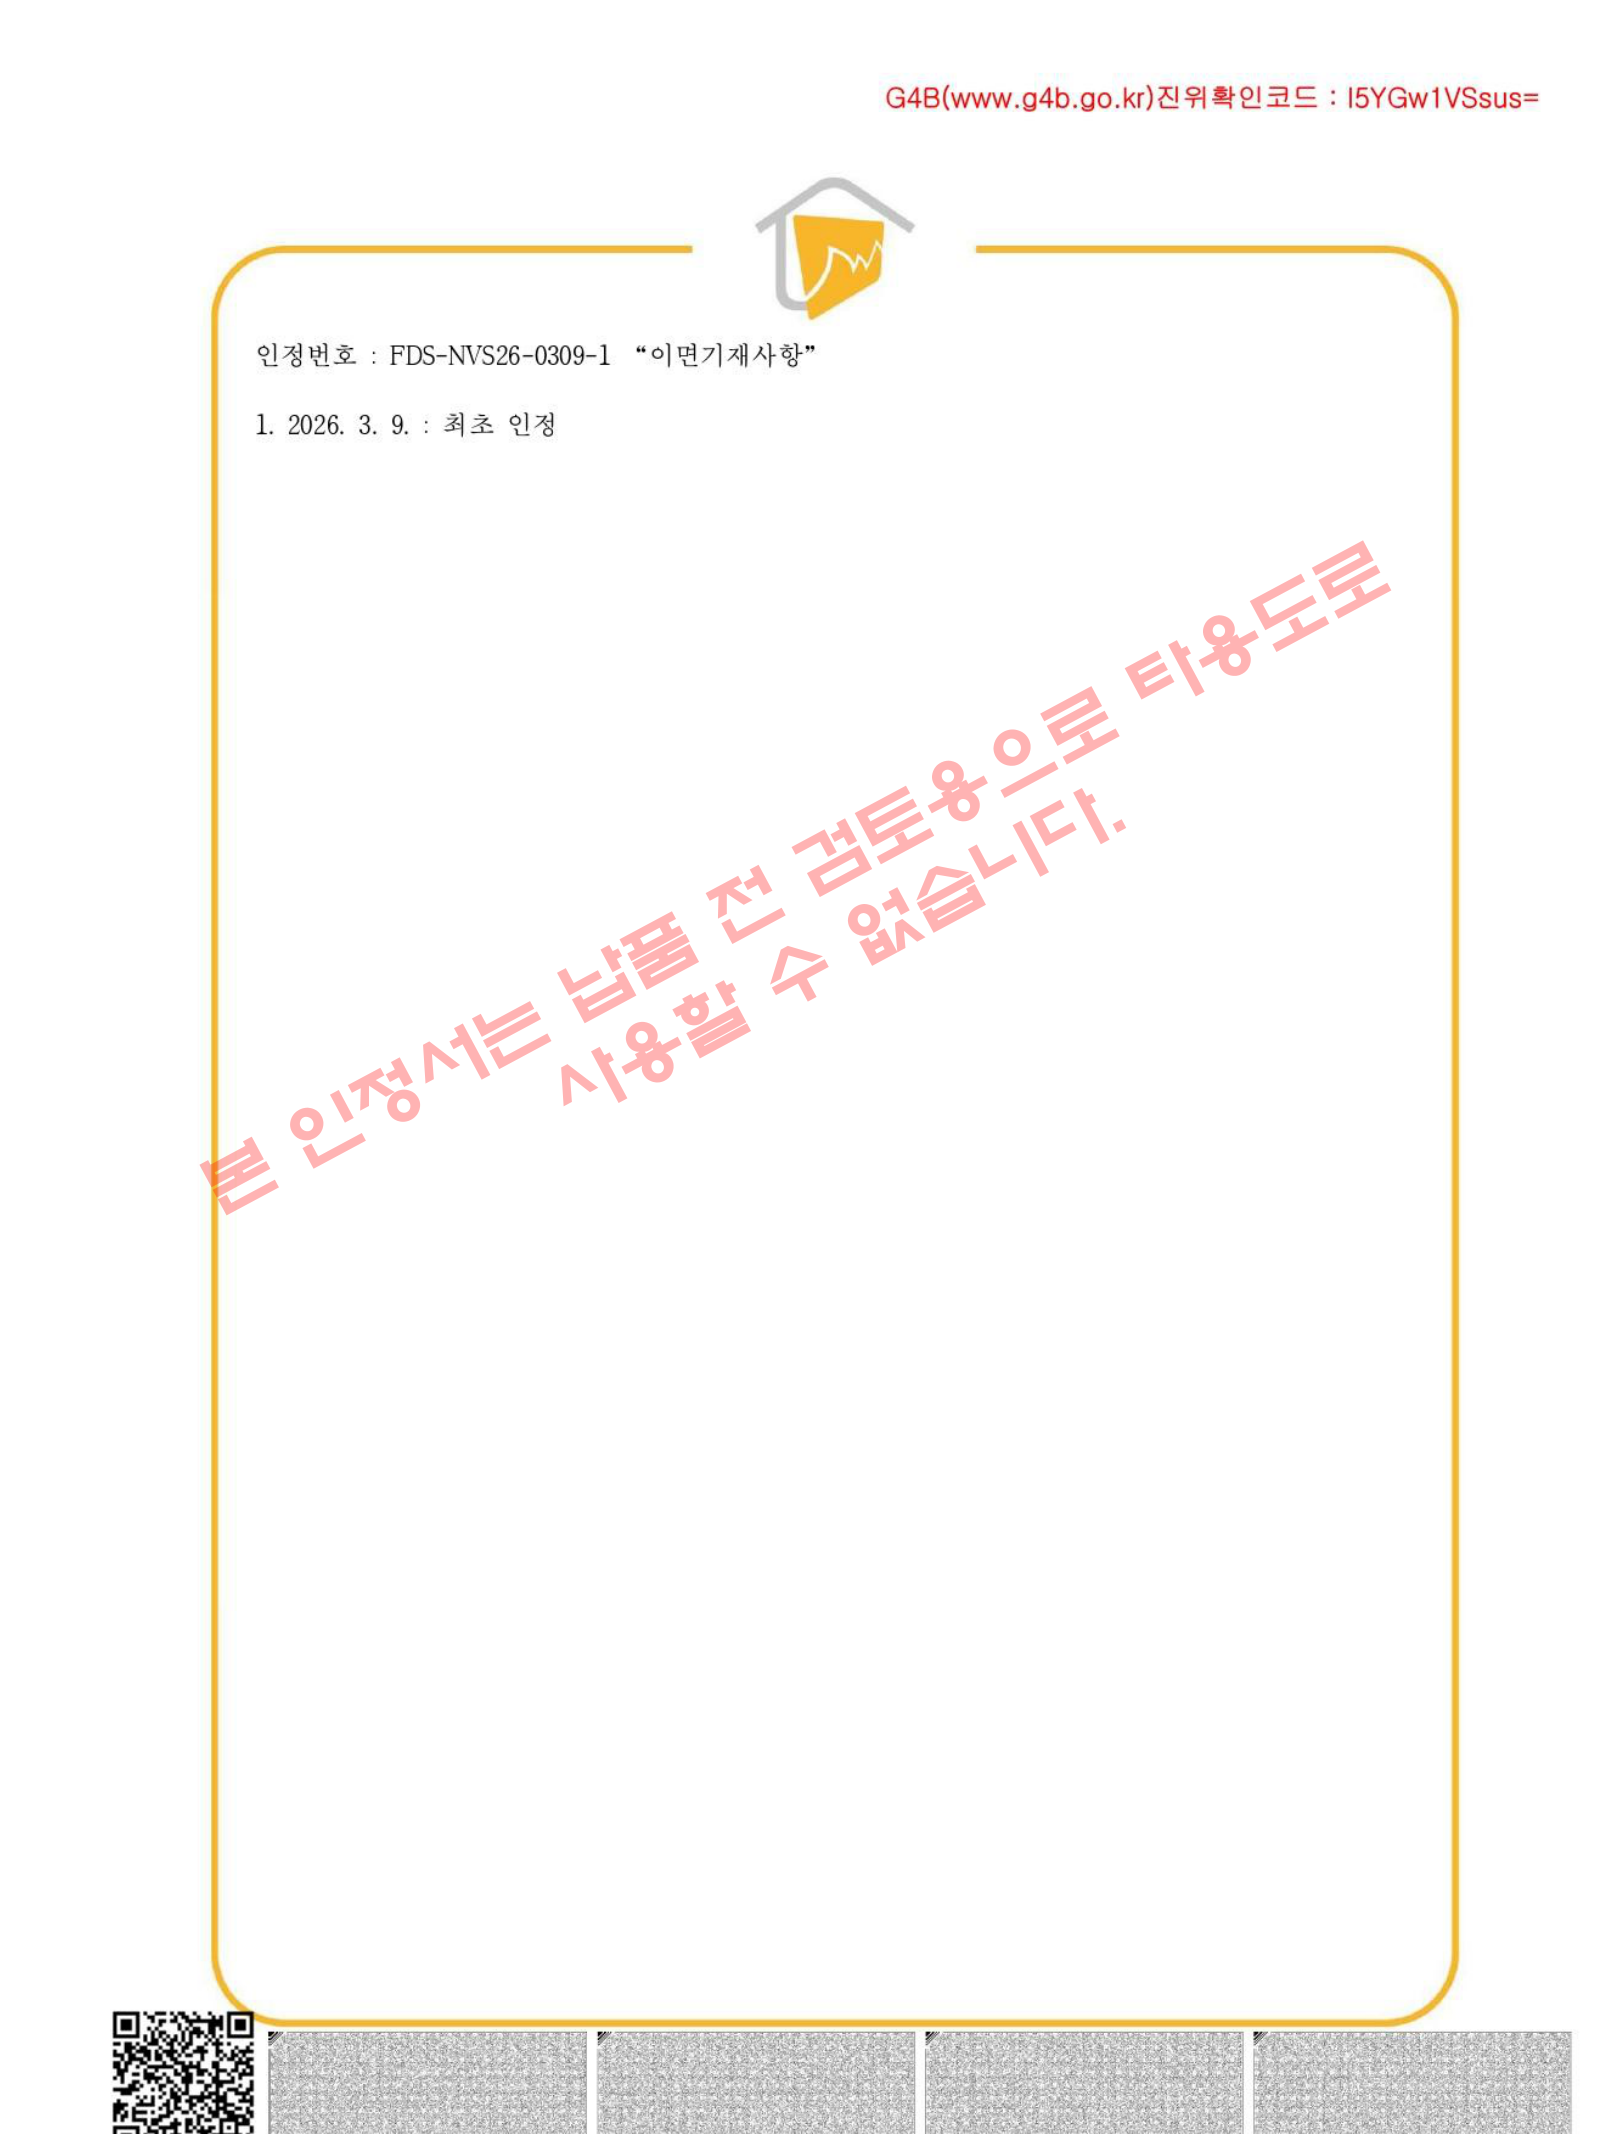 G4B(www.g4b.go.kr)진위확인코드 : I5YGw1VSsus=
인정번호 : FDS-NVS26-0309-1 “이면기재사항”
1. 2026. 3. 9. : 최초 인정
본 인정서는 납품 전 검토용으로 타용도로
사용할 수 없습니다.